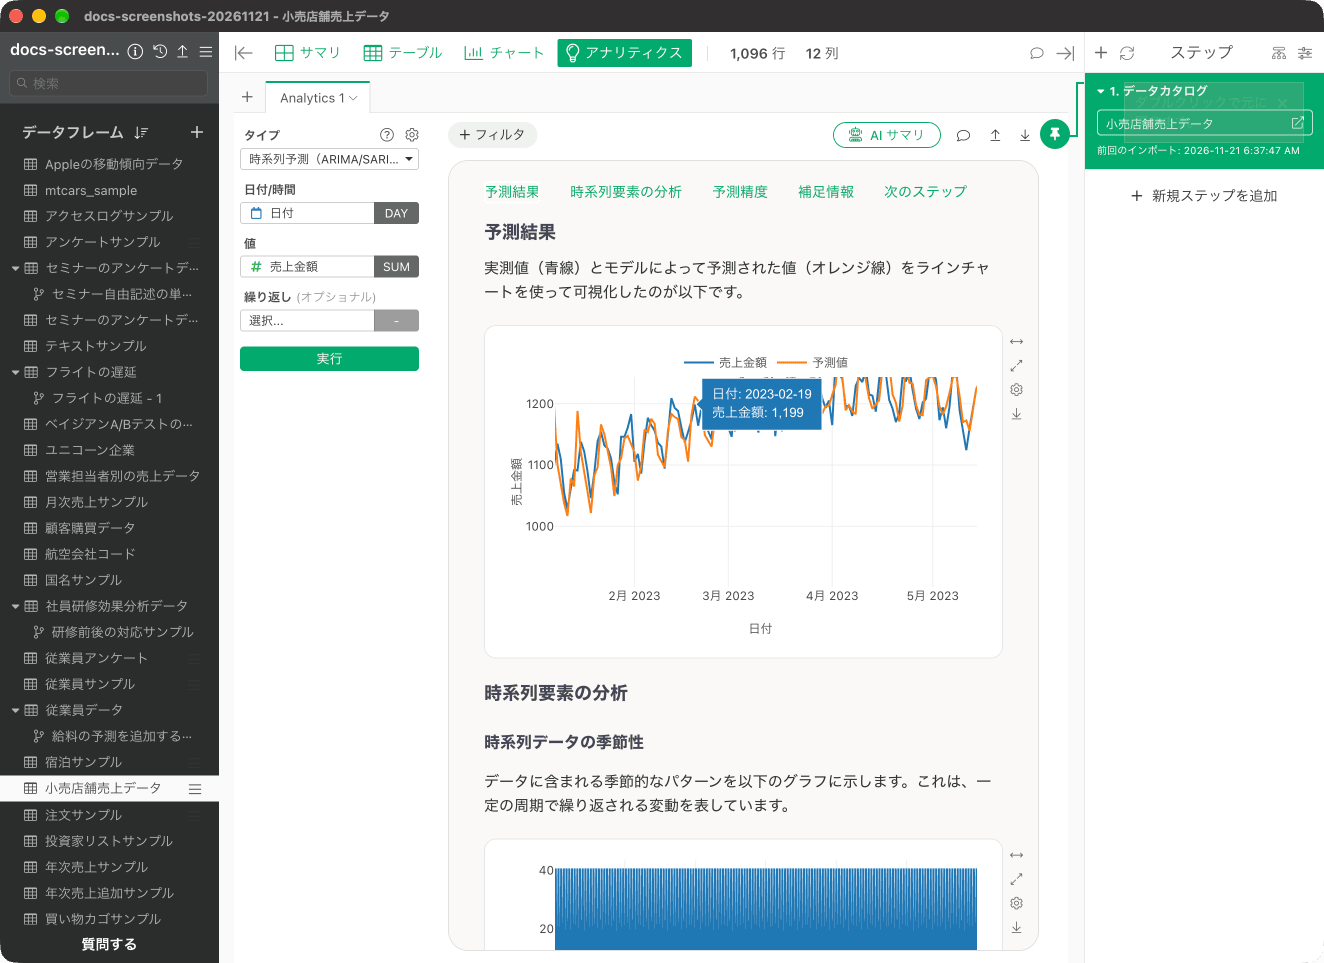 docs-screenshots-20261121 - 小売店舗売上データ
docs-screen...
検索
データフレーム
Appleの移動傾向データ
mtcars_sample
アクセスログサンプル
アンケートサンプル
セミナーのアンケートデ…
セミナー自由記述の単…
セミナーのアンケートデ…
テキストサンプル
フライトの遅延
フライトの遅延 - 1
ベイジアンA/Bテストの…
ユニコーン企業
営業担当者別の売上データ
月次売上サンプル
顧客購買データ
航空会社コード
国名サンプル
社員研修効果分析データ
研修前後の対応サンプル
従業員アンケート
従業員サンプル
従業員データ
給料の予測を追加する…
宿泊サンプル
小売店舗売上データ
注文サンプル
投資家リストサンプル
年次売上サンプル
年次売上追加サンプル
買い物カゴサンプル
質問する
サマリ
テーブル
チャート
アナリティクス
1,096 行
12 列
Analytics 1
タイプ
時系列予測（ARIMA/SARI...
日付/時間
日付
DAY
値
売上金額
SUM
繰り返し (オプショナル)
選択...
-
実行
+ フィルタ
AI サマリ
予測結果
時系列要素の分析
予測精度
補足情報
次のステップ
予測結果
実測値（青線）とモデルによって予測された値（オレンジ線）をラインチャ
ートを使って可視化したのが以下です。
売上金額
予測値
日付: 2023-02-19
売上金額: 1,199
1200
1100
1000
売上金額
2月 2023
3月 2023
4月 2023
5月 2023
日付
時系列要素の分析
時系列データの季節性
データに含まれる季節的なパターンを以下のグラフに示します。これは、一
定の周期で繰り返される変動を表しています。
40
20
ステップ
1. データカタログ
小売店舗売上データ
前回のインポート: 2026-11-21 6:37:47 AM
+ 新規ステップを追加